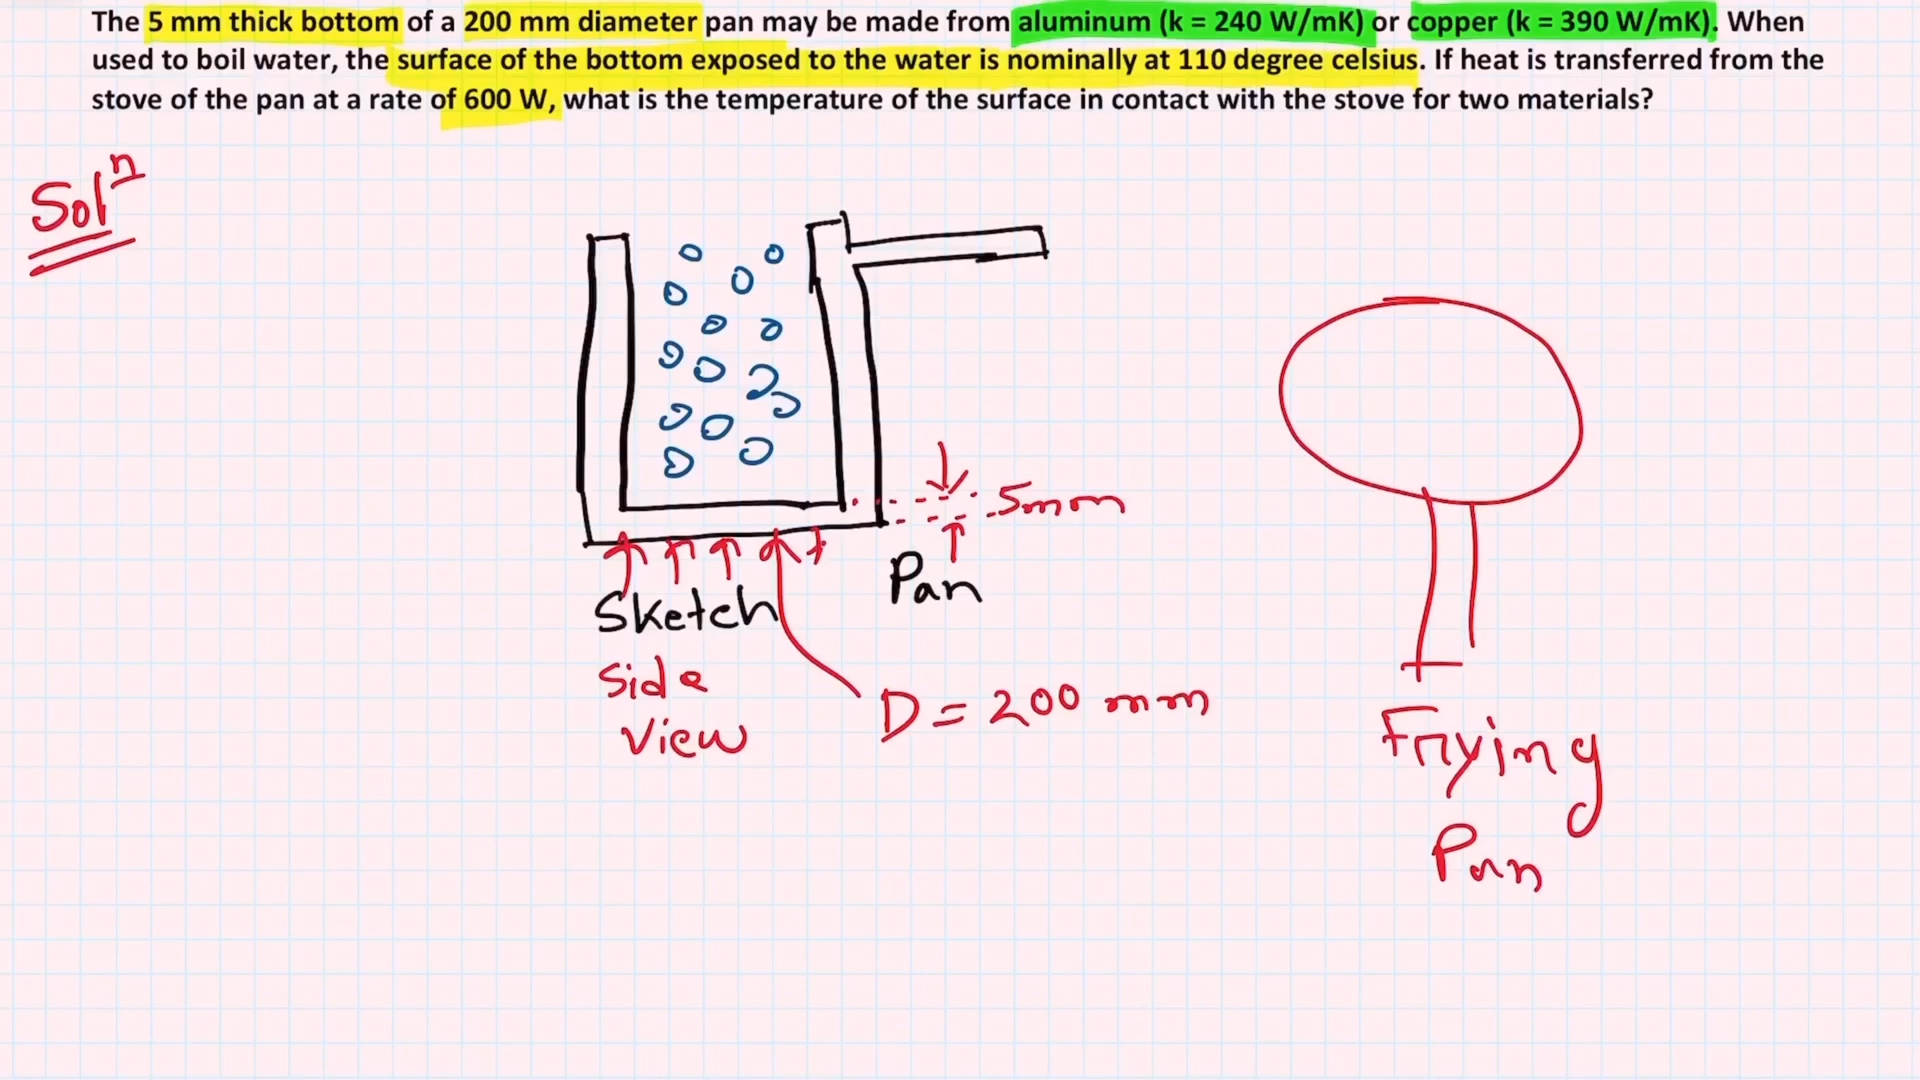 The 5 mm thick bottom of a 200 mm diameter pan may be made from aluminum (k = 240 W/mK) or copper (k = 390 W/mK). When
used to boil water, the surface of the bottom exposed to the water is nominally at 110 degree celsius. If heat is transferred from the
stove of the pan at a rate of 600 W, what is the temperature of the surface in contact with the stove for two materials?
Solⁿ
5mm
Pan
Sketch
Side
View
D = 200 mm
Frying
Pan